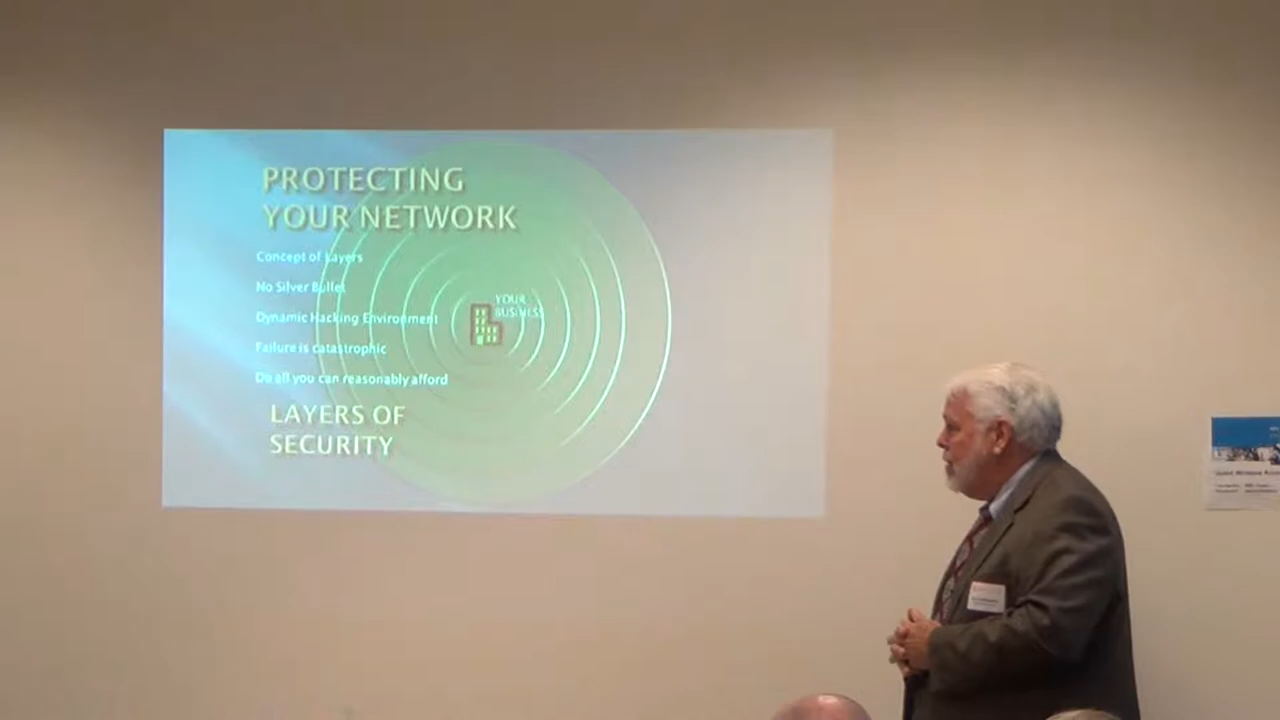 PROTECTING
YOUR NETWORK
Concept of Layers
No Silver Bullet
Dynamic Hacking Environment
Failure is catastrophic
Do all you can reasonably afford
YOUR
BUSINESS
LAYERS OF
SECURITY